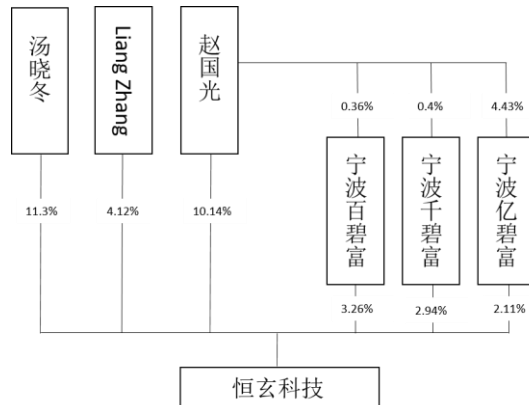 汤晓冬
Liang Zhang
赵国光
0.36%
0.4%
4.43%
宁波百碧富
宁波千碧富
宁波亿碧富
11.3%
4.12%
10.14%
3.26%
2.94%
2.11%
恒玄科技